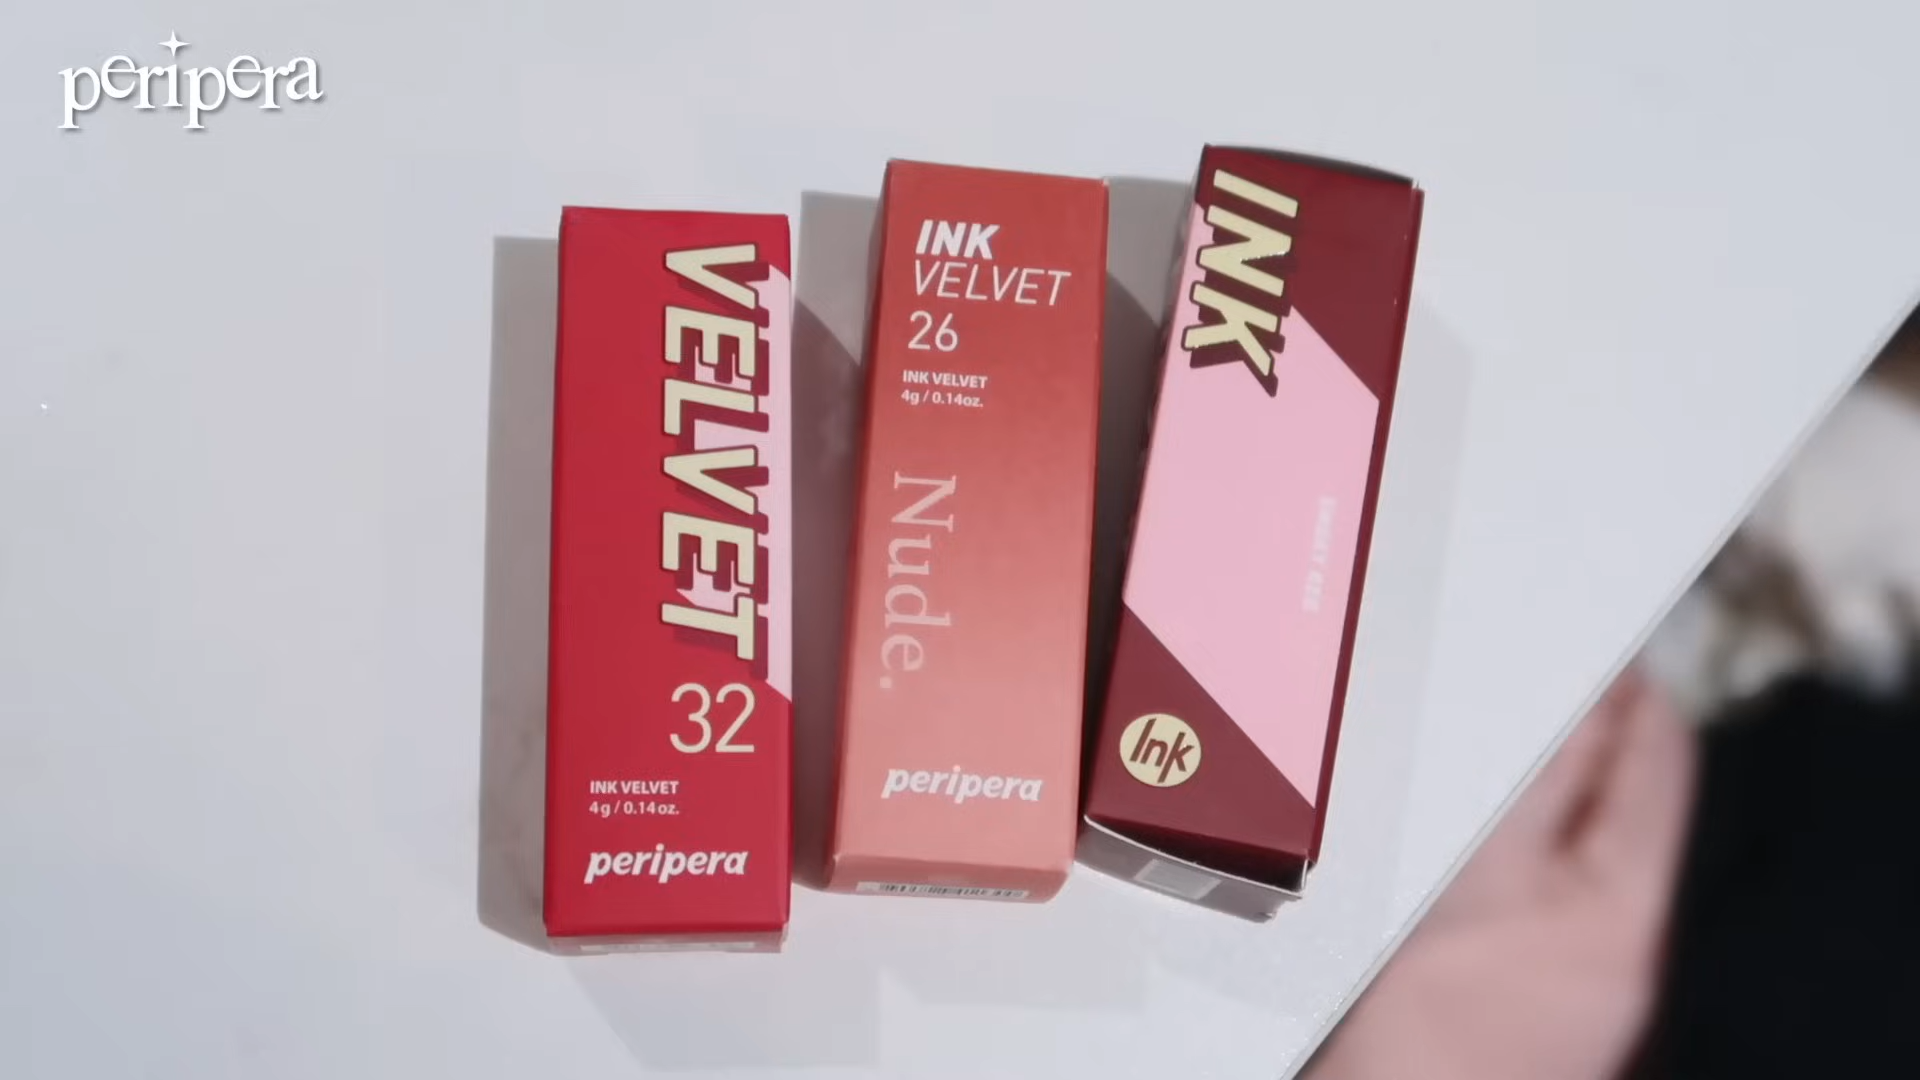 peripera
VELVET
32
INK VELVET
4g / 0.14oz.
peripera
INK
VELVET
26
INK VELVET
4g / 0.14oz.
Nude.
peripera
INK
Ink